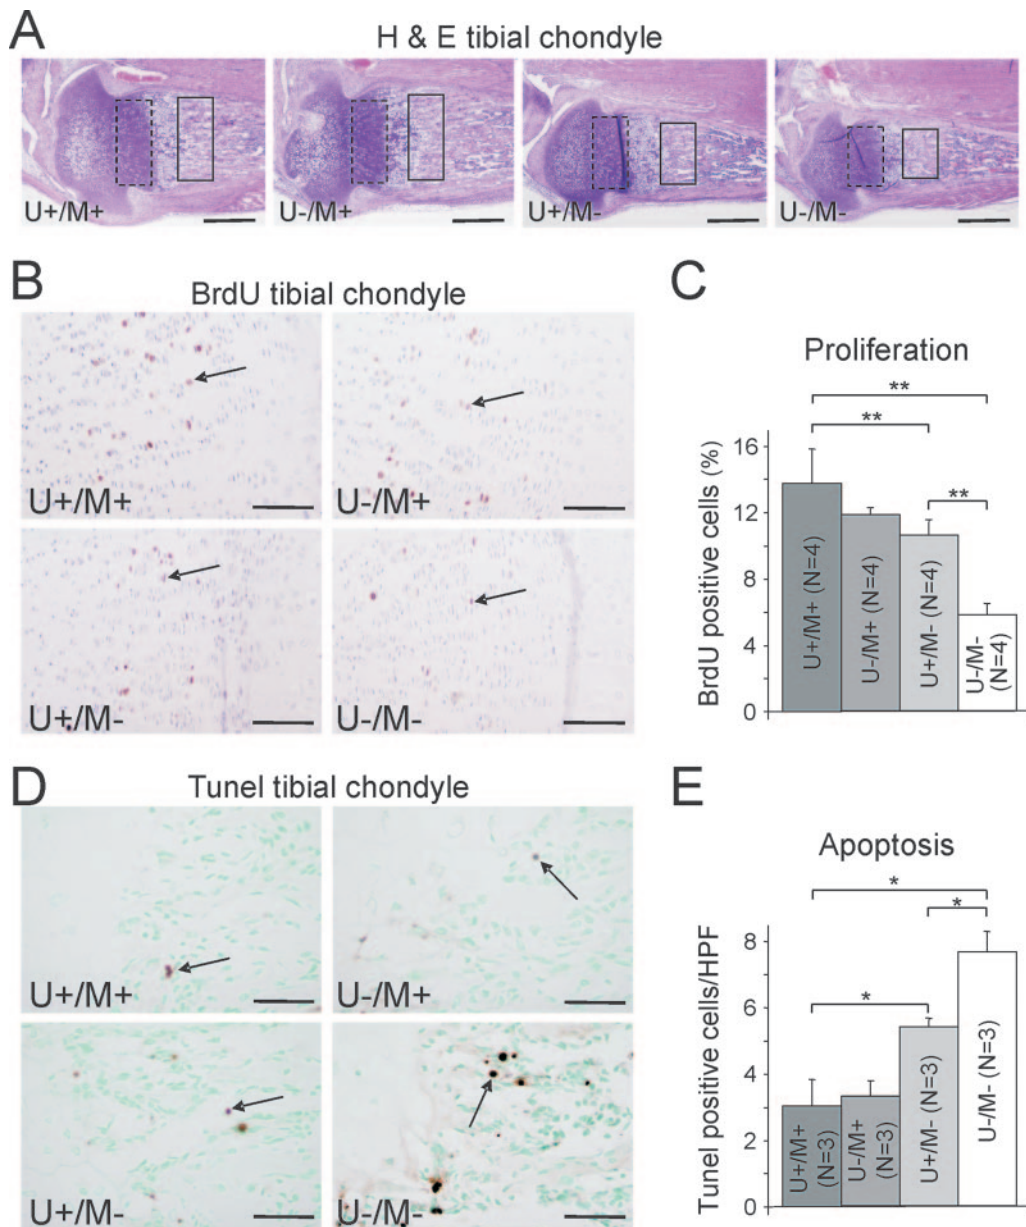 A
H & E tibial chondyle
U+/M+
U-/M+
U+/M-
U-/M-
B
BrdU tibial chondyle
U+/M+
U-/M+
U+/M-
U-/M-
C
Proliferation
**
**
**
BrdU positive cells (%)
16
12
8
4
0
U+/M+ (N=4)
U-/M+ (N=4)
U+/M- (N=4)
U-/M-
(N=4)
D
Tunel tibial chondyle
U+/M+
U-/M+
U+/M-
U-/M-
E
Apoptosis
*
*
*
Tunel positive cells/HPF
8
6
4
2
0
U+/M+
(N=3)
U-/M+
(N=3)
U+/M- (N=3)
U-/M- (N=3)